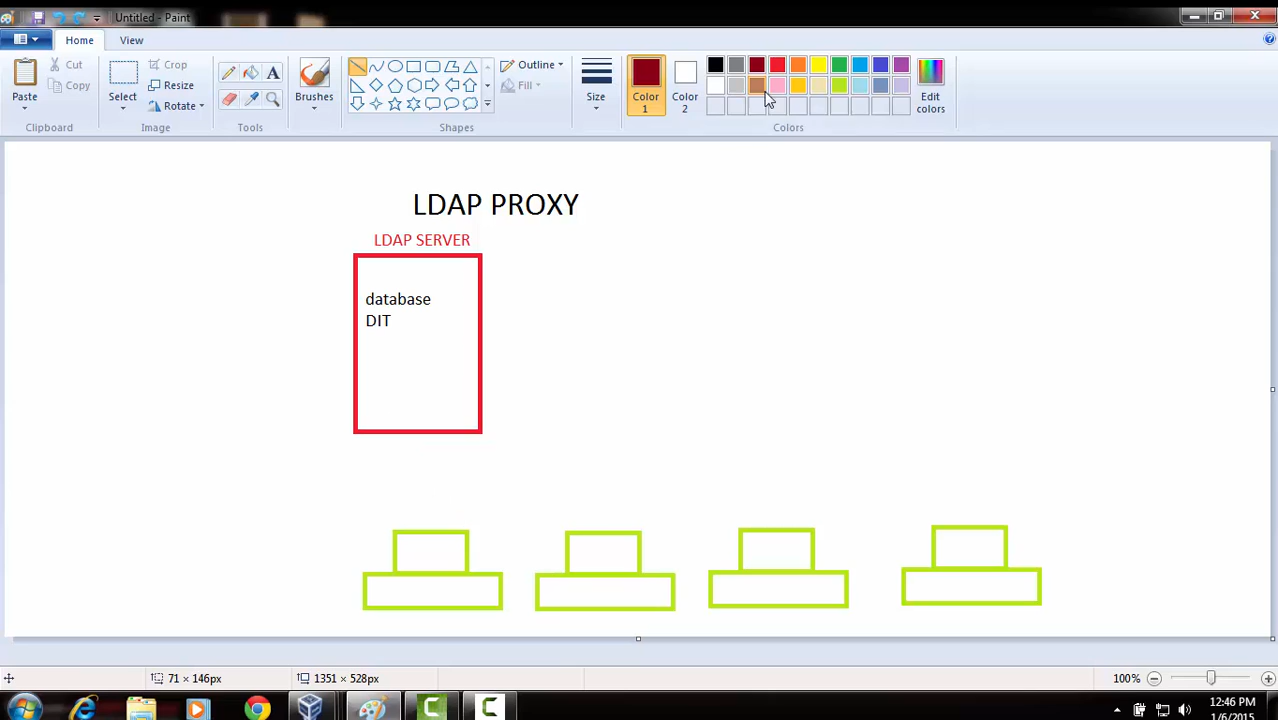 Untitled - Paint
Home View
Paste
Cut
Copy
Clipboard
Select
Crop
Resize
Rotate
Image
Tools
Brushes
Shapes
Outline
Fill
Size
Color 1
Color 2
Colors
Edit colors
LDAP PROXY
LDAP SERVER
database
DIT
71 × 146px
1351 × 528px
100%
12:46 PM
1/6/2015